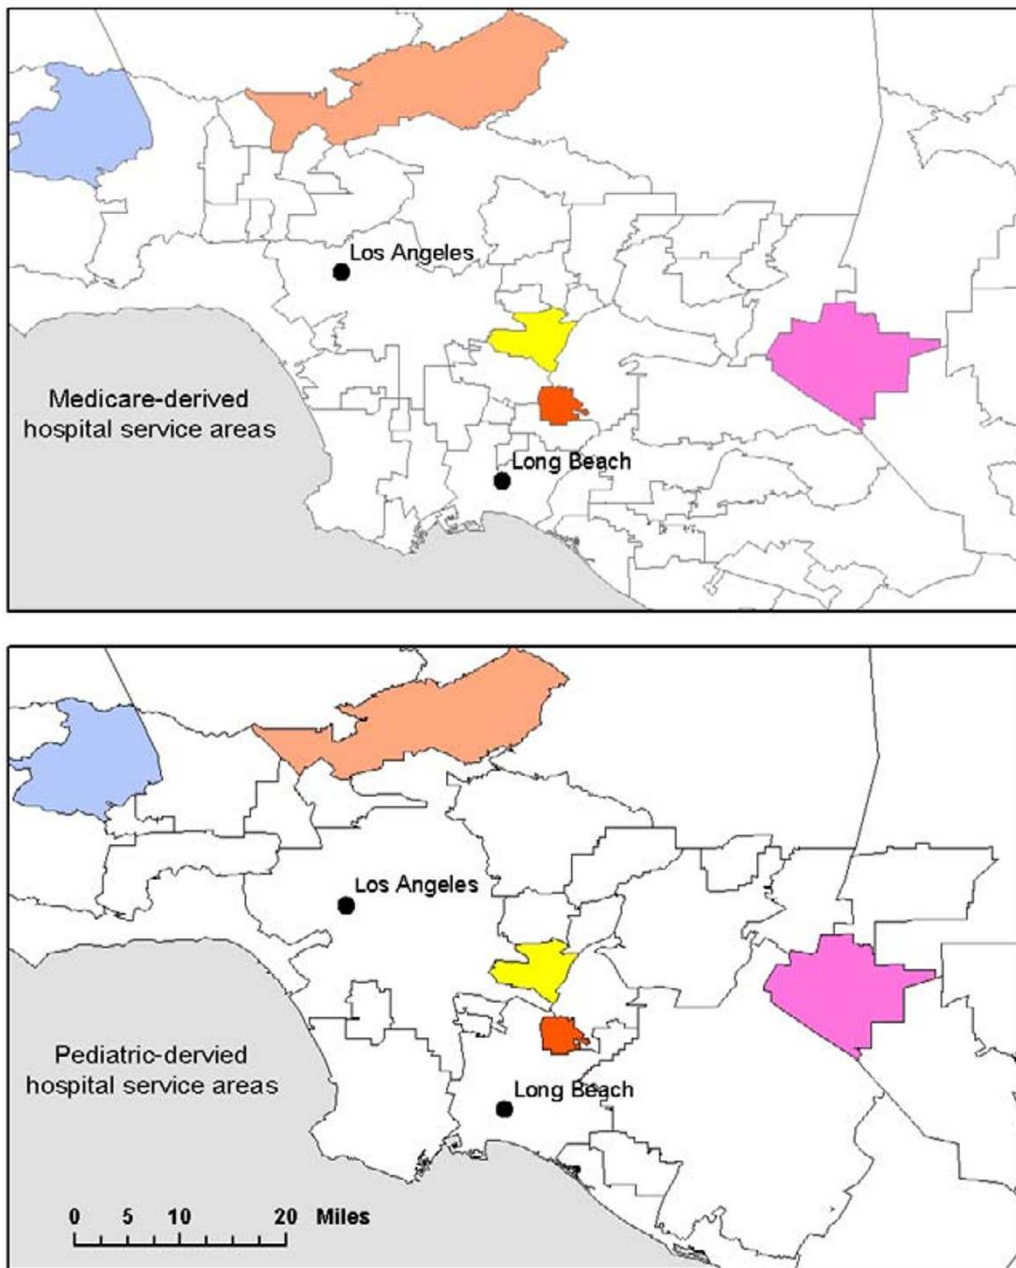 Los Angeles
Medicare-derived
hospital service areas
Long Beach
Los Angeles
Pediatric-dervied
hospital service areas
Long Beach
0 5 10 20 Miles